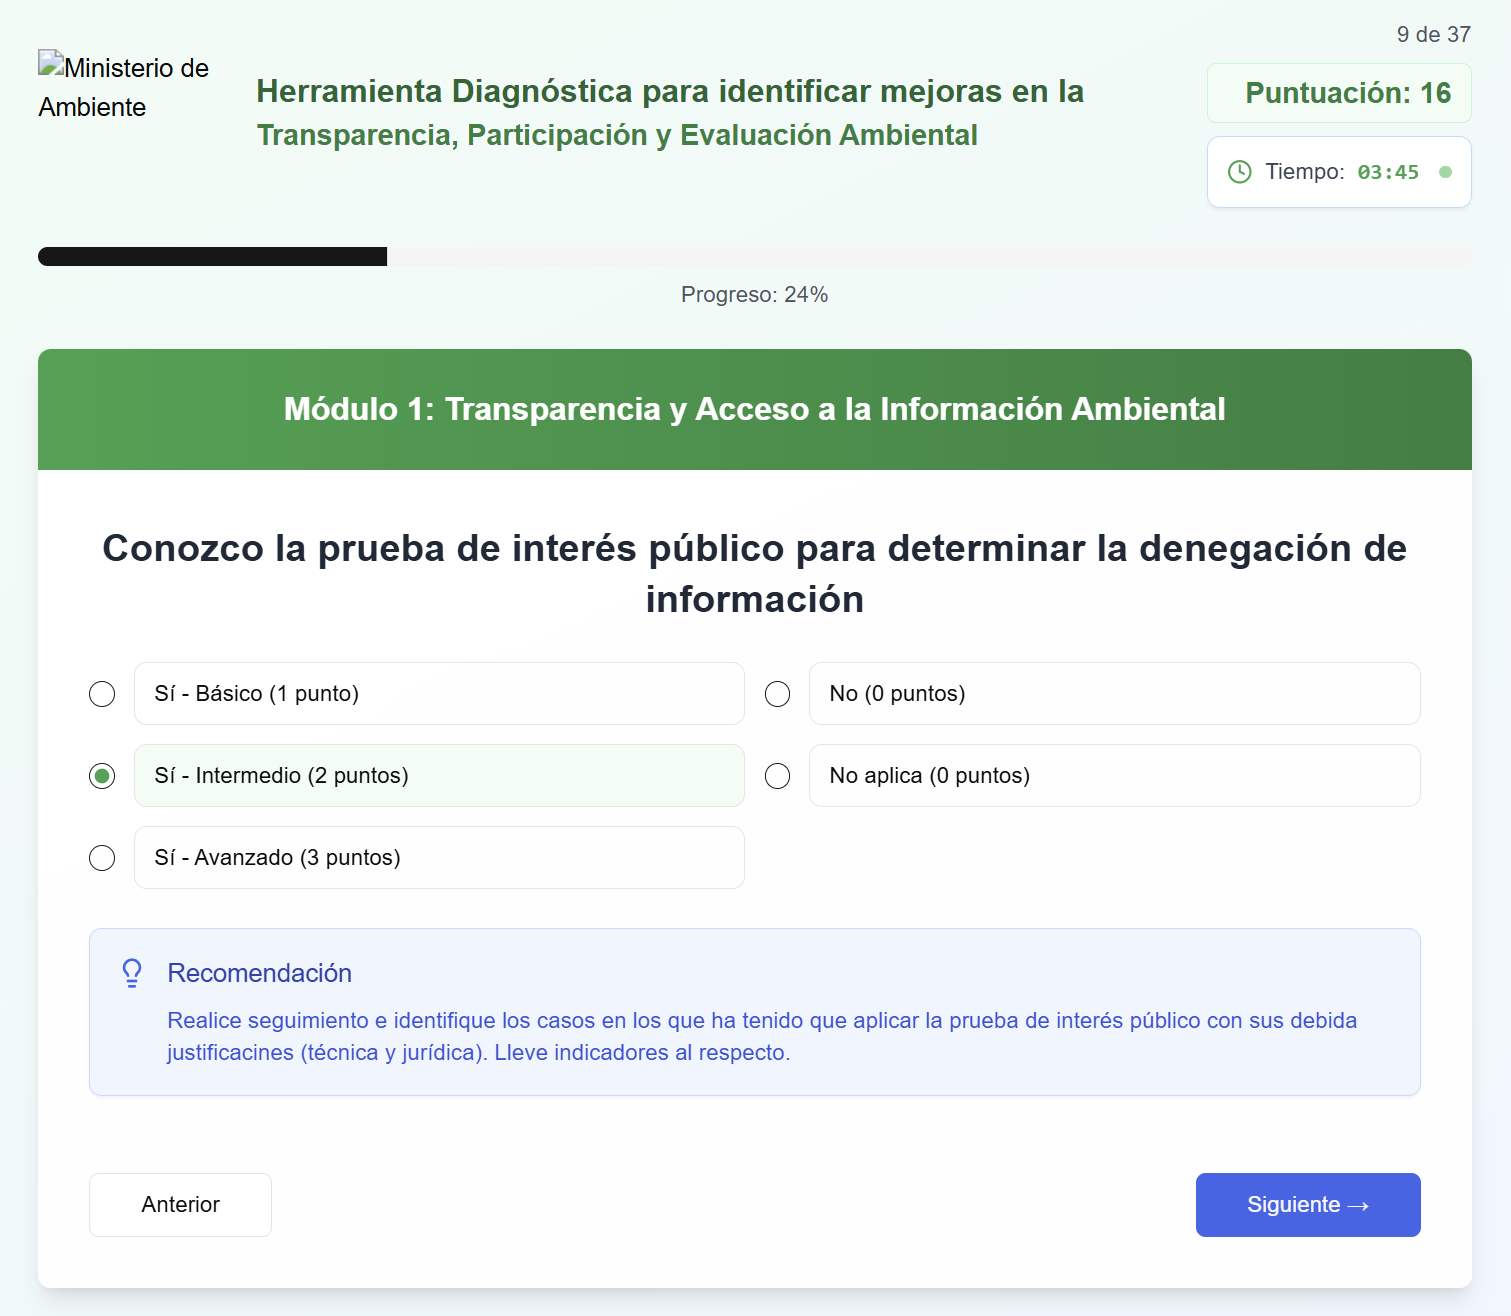 9 de 37
Ministerio de
Ambiente
Herramienta Diagnóstica para identificar mejoras en la
Transparencia, Participación y Evaluación Ambiental
Puntuación: 16
Tiempo: 03:45
Progreso: 24%
Módulo 1: Transparencia y Acceso a la Información Ambiental
Conozco la prueba de interés público para determinar la denegación de
información
Sí - Básico (1 punto)
No (0 puntos)
Sí - Intermedio (2 puntos)
No aplica (0 puntos)
Sí - Avanzado (3 puntos)
Recomendación
Realice seguimiento e identifique los casos en los que ha tenido que aplicar la prueba de interés público con sus debida
justificacines (técnica y jurídica). Lleve indicadores al respecto.
Anterior
Siguiente →